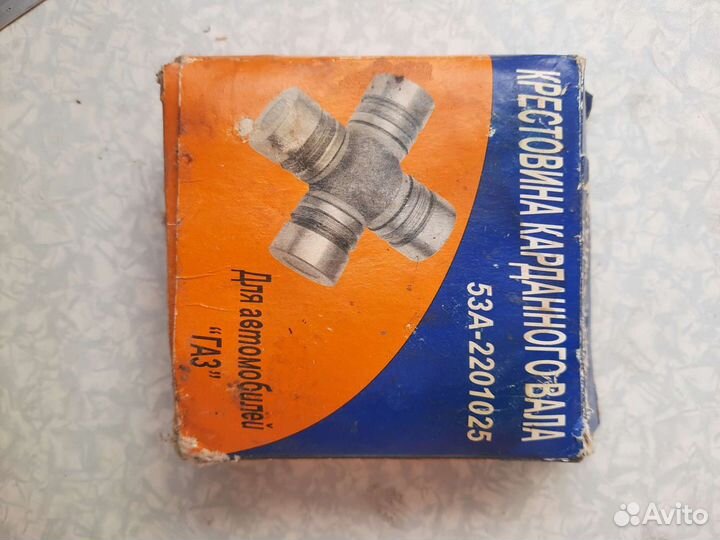 КРЕСТОВИНА КАРДАННОГО ВАЛА
53А-2201025
Для автомобилей
"ГАЗ"
Avito